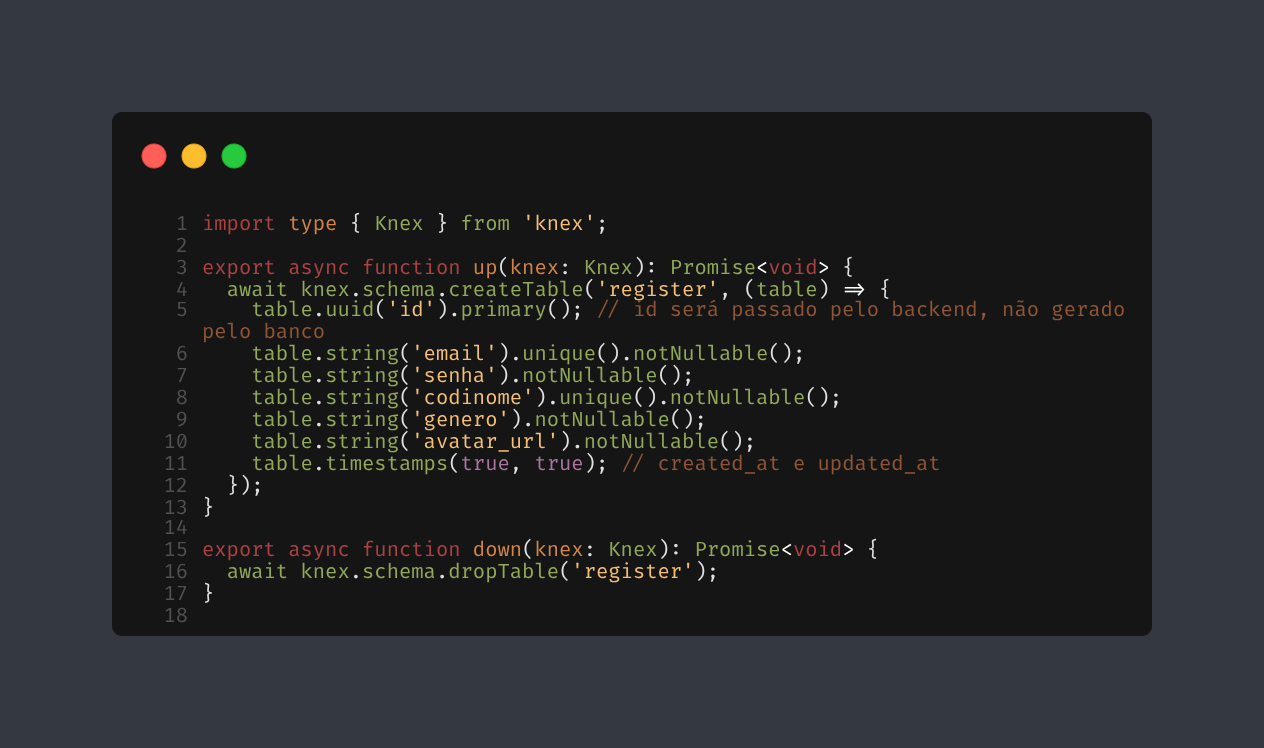 1 import type { Knex } from 'knex';
2
3 export async function up(knex: Knex): Promise<void> {
4   await knex.schema.createTable('register', (table) => {
5     table.uuid('id').primary(); // id será passado pelo backend, não gerado
pelo banco
6     table.string('email').unique().notNullable();
7     table.string('senha').notNullable();
8     table.string('codinome').unique().notNullable();
9     table.string('genero').notNullable();
10     table.string('avatar_url').notNullable();
11     table.timestamps(true, true); // created_at e updated_at
12   });
13 }
14
15 export async function down(knex: Knex): Promise<void> {
16   await knex.schema.dropTable('register');
17 }
18